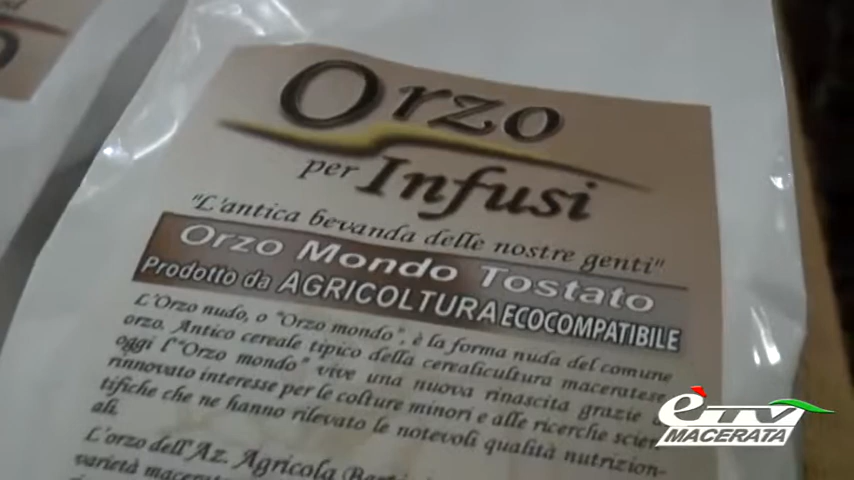 Orzo
per Infusi
"L'antica bevanda delle nostre genti"
Orzo Mondo Tostato
Prodotto da AGRICOLTURA ECOCOMPATIBILE
L'Orzo nudo, o "Orzo mondo", è la forma nuda del comune
orzo. Antico cereale tipico della cerealicultura maceratese
oggi l'"Orzo mondo" vive una nuova rinascita grazie al
rinnovato interesse per le colture minori e alle ricerche scien-
tifiche che ne hanno rilevato le notevoli qualità nutrizion-
ali.
L'orzo dell'Az. Agricola
varietà
etv
MACERATA